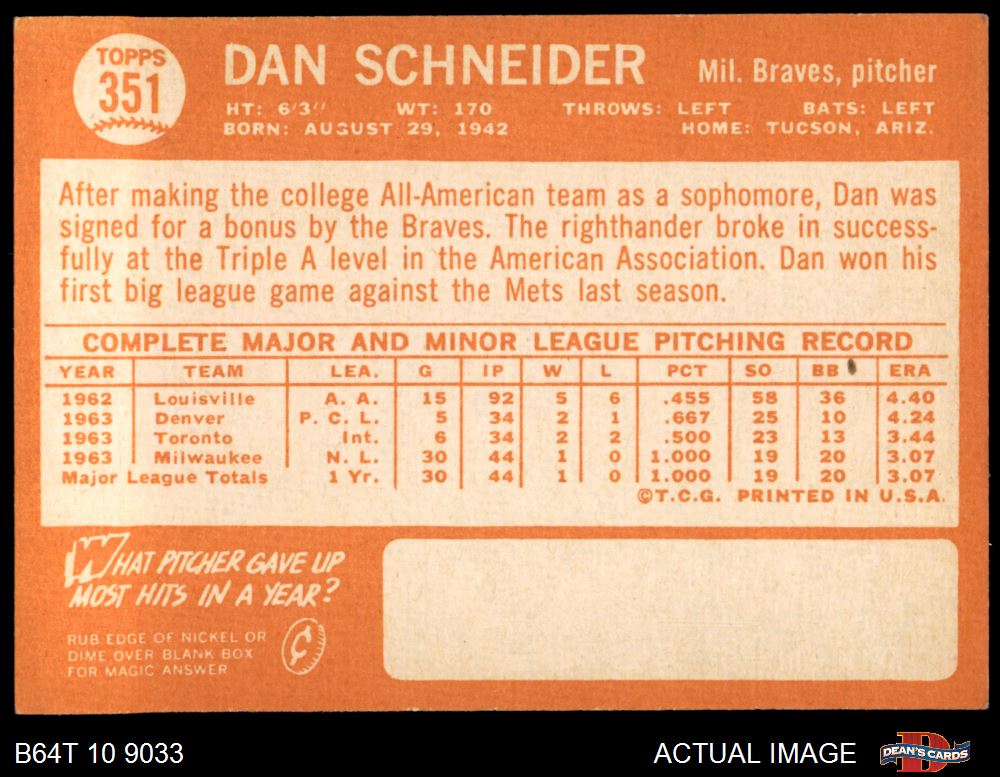 TOPPS
351
DAN SCHNEIDER Mil. Braves, pitcher
HT: 6'3" WT: 170 THROWS: LEFT BATS: LEFT
BORN: AUGUST 29, 1942 HOME: TUCSON, ARIZ.
After making the college All-American team as a sophomore, Dan was
signed for a bonus by the Braves. The righthander broke in success-
fully at the Triple A level in the American Association. Dan won his
first big league game against the Mets last season.
COMPLETE MAJOR AND MINOR LEAGUE PITCHING RECORD
YEAR TEAM LEA. G IP W L PCT SO BB ERA
1962 Louisville A. A. 15 92 5 6 .455 58 36 4.40
1963 Denver P. C. L. 5 34 2 1 .667 25 10 4.24
1963 Toronto Int. 6 34 2 2 .500 23 13 3.44
1963 Milwaukee N. L. 30 44 1 0 1.000 19 20 3.07
Major League Totals 1 Yr. 30 44 1 0 1.000 19 20 3.07
©T.C.G. PRINTED IN U.S.A.
WHAT PITCHER GAVE UP
MOST HITS IN A YEAR?
RUB EDGE OF NICKEL OR
DIME OVER BLANK BOX
FOR MAGIC ANSWER
¢
B64T 10 9033 ACTUAL IMAGE D DEAN'S CARDS